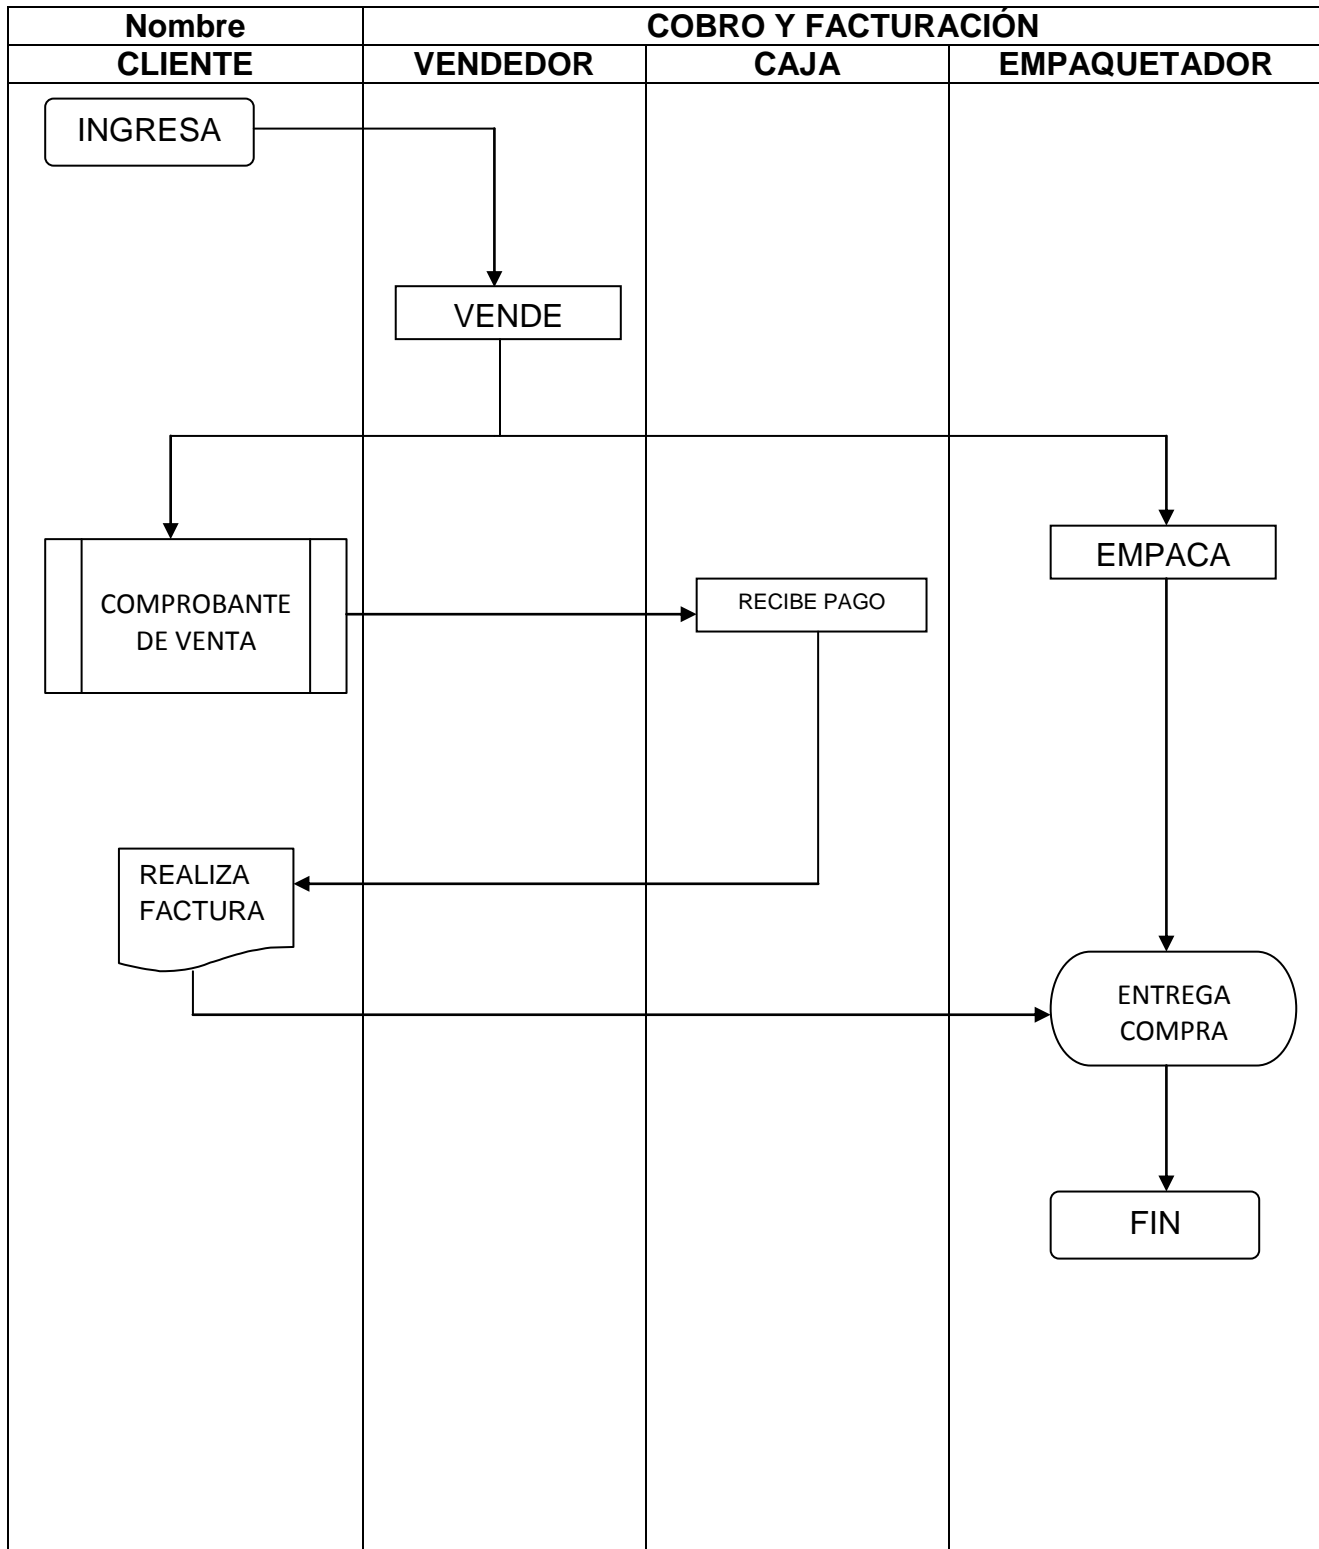 Nombre
COBRO Y FACTURACIÓN
CLIENTE
VENDEDOR
CAJA
EMPAQUETADOR
INGRESA
VENDE
EMPACA
COMPROBANTE
DE VENTA
RECIBE PAGO
REALIZA
FACTURA
ENTREGA
COMPRA
FIN